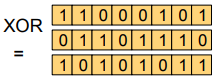 1 1 0 0 0 1 0 1
XOR
0 1 1 0 1 1 1 0
=
1 0 1 0 1 0 1 1